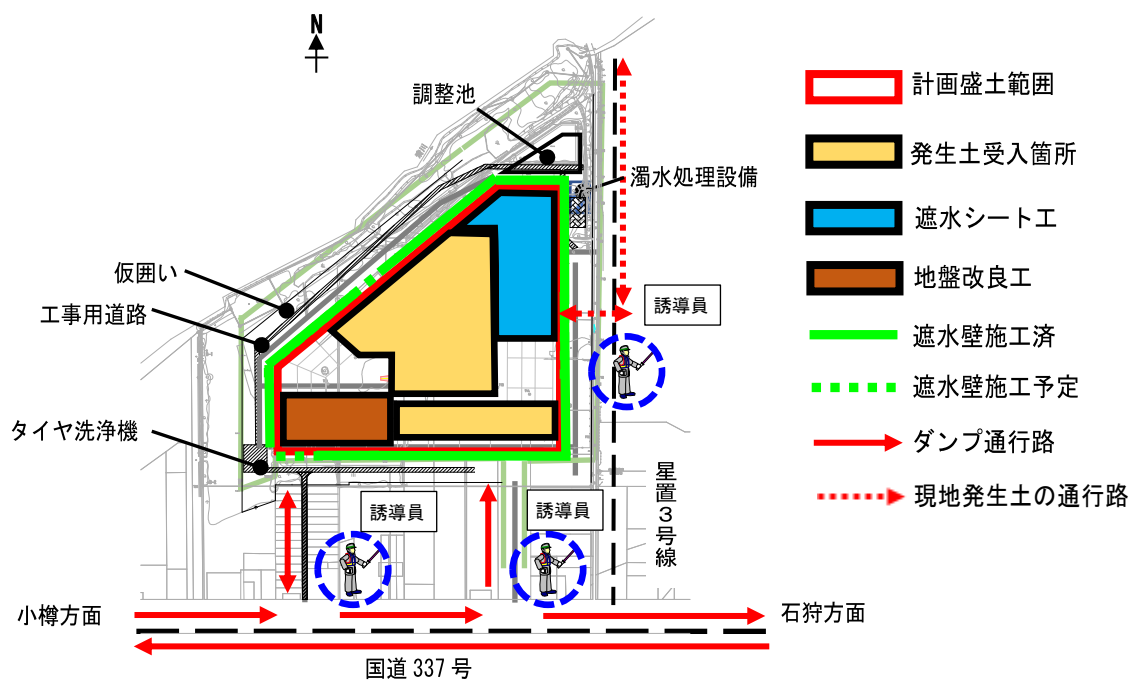 N
調整池
濁水処理設備
仮囲い
工事用道路
タイヤ洗浄機
誘導員
誘導員
誘導員
星置3号線
小樽方面
石狩方面
国道 337 号
計画盛土範囲
発生土受入箇所
遮水シート工
地盤改良工
遮水壁施工済
遮水壁施工予定
ダンプ通行路
現地発生土の通行路